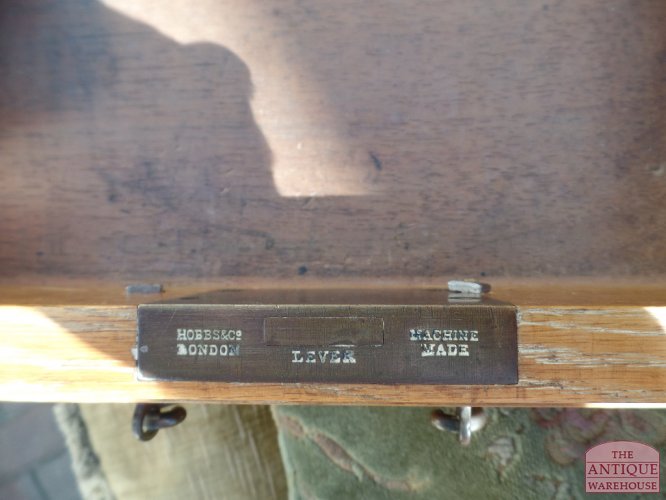 HOBBS&Co
LONDON
LEVER
MACHINE
MADE
THE
ANTIQUE
WAREHOUSE